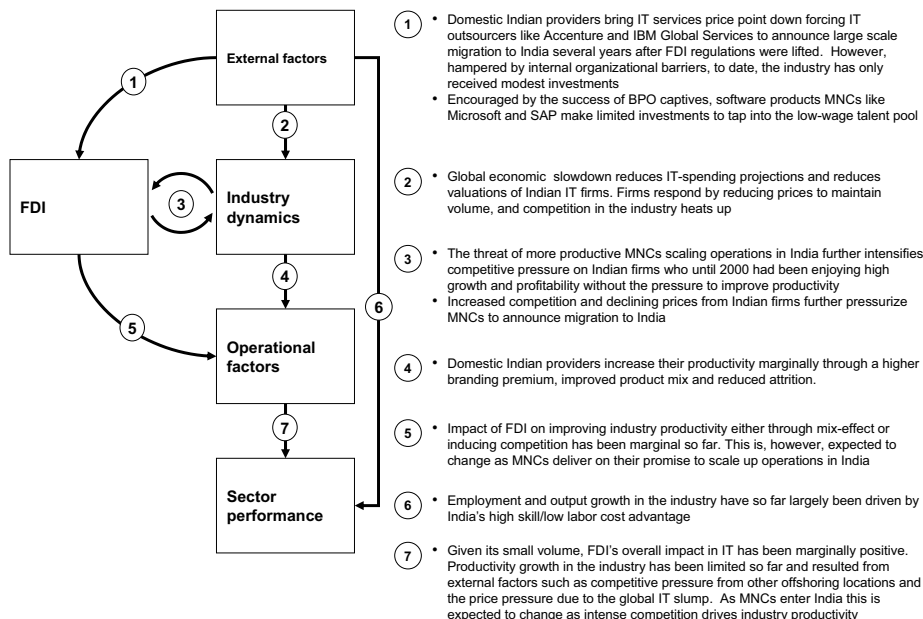 External factors
1
2
FDI
3
Industry
dynamics
4
6
5
Operational
factors
7
Sector
performance
1
• Domestic Indian providers bring IT services price point down forcing IT
outsourcers like Accenture and IBM Global Services to announce large scale
migration to India several years after FDI regulations were lifted. However,
hampered by internal organizational barriers, to date, the industry has only
received modest investments
• Encouraged by the success of BPO captives, software products MNCs like
Microsoft and SAP make limited investments to tap into the low-wage talent pool
2
• Global economic slowdown reduces IT-spending projections and reduces
valuations of Indian IT firms. Firms respond by reducing prices to maintain
volume, and competition in the industry heats up
3
• The threat of more productive MNCs scaling operations in India further intensifies
competitive pressure on Indian firms who until 2000 had been enjoying high
growth and profitability without the pressure to improve productivity
• Increased competition and declining prices from Indian firms further pressurize
MNCs to announce migration to India
4
• Domestic Indian providers increase their productivity marginally through a higher
branding premium, improved product mix and reduced attrition.
5
• Impact of FDI on improving industry productivity either through mix-effect or
inducing competition has been marginal so far. This is, however, expected to
change as MNCs deliver on their promise to scale up operations in India
6
• Employment and output growth in the industry have so far largely been driven by
India's high skill/low labor cost advantage
7
• Given its small volume, FDI's overall impact in IT has been marginally positive.
Productivity growth in the industry has been limited so far and resulted from
external factors such as competitive pressure from other offshoring locations and
the price pressure due to the global IT slump. As MNCs enter India this is
expected to change as intense competition drives industry productivity